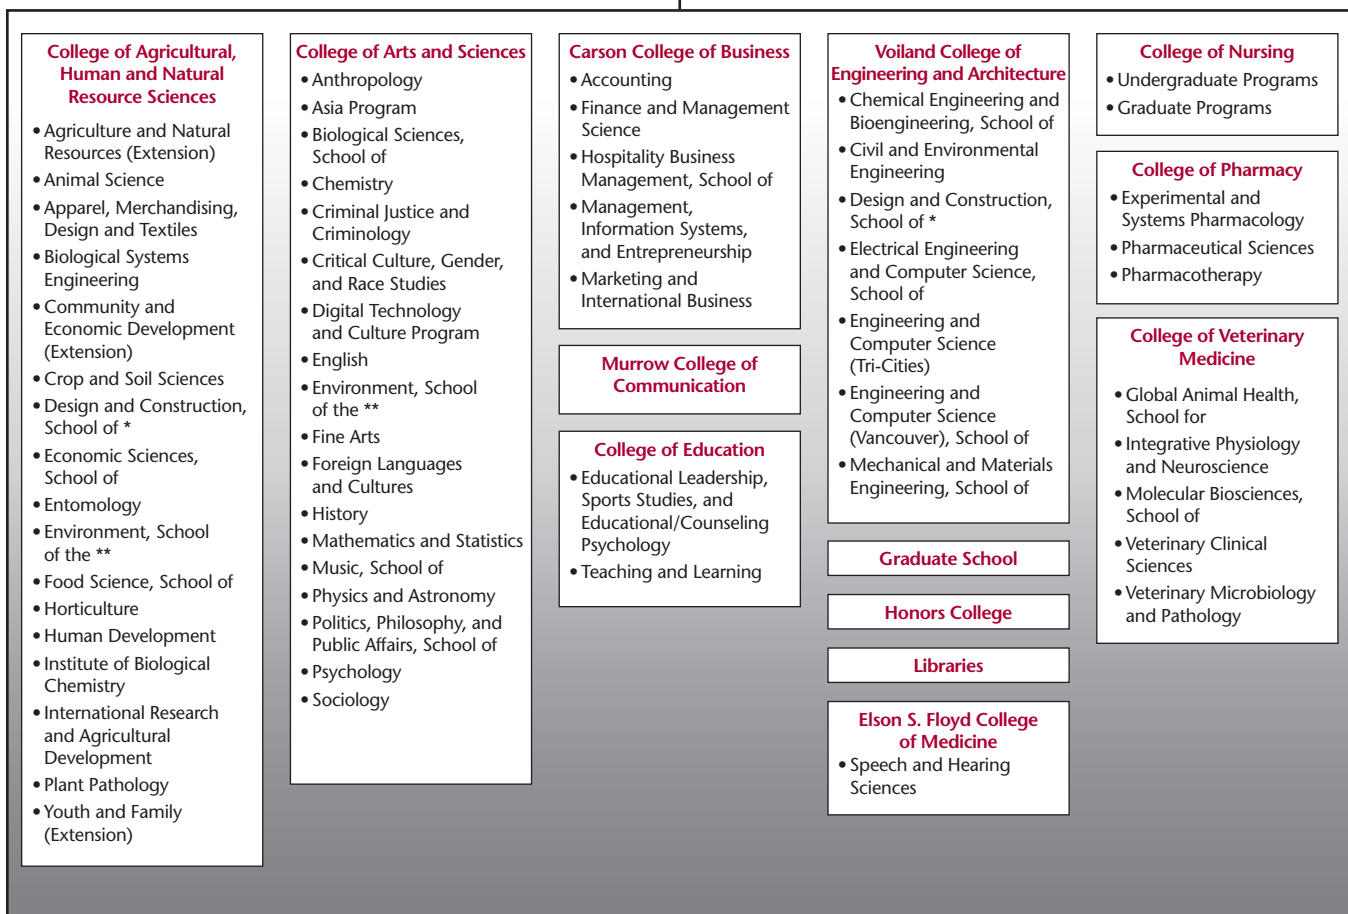 College of Agricultural,
Human and Natural
Resource Sciences
• Agriculture and Natural
Resources (Extension)
• Animal Science
• Apparel, Merchandising,
Design and Textiles
• Biological Systems
Engineering
• Community and
Economic Development
(Extension)
• Crop and Soil Sciences
• Design and Construction,
School of *
• Economic Sciences,
School of
• Entomology
• Environment, School
of the **
• Food Science, School of
• Horticulture
• Human Development
• Institute of Biological
Chemistry
• International Research
and Agricultural
Development
• Plant Pathology
• Youth and Family
(Extension)
College of Arts and Sciences
• Anthropology
• Asia Program
• Biological Sciences,
School of
• Chemistry
• Criminal Justice and
Criminology
• Critical Culture, Gender,
and Race Studies
• Digital Technology
and Culture Program
• English
• Environment, School
of the **
• Fine Arts
• Foreign Languages
and Cultures
• History
• Mathematics and Statistics
• Music, School of
• Physics and Astronomy
• Politics, Philosophy, and
Public Affairs, School of
• Psychology
• Sociology
Carson College of Business
• Accounting
• Finance and Management
Science
• Hospitality Business
Management, School of
• Management,
Information Systems,
and Entrepreneurship
• Marketing and
International Business
Murrow College of
Communication
College of Education
• Educational Leadership,
Sports Studies, and
Educational/Counseling
Psychology
• Teaching and Learning
Voiland College of
Engineering and Architecture
• Chemical Engineering and
Bioengineering, School of
• Civil and Environmental
Engineering
• Design and Construction,
School of *
• Electrical Engineering
and Computer Science,
School of
• Engineering and
Computer Science
(Tri-Cities)
• Engineering and
Computer Science
(Vancouver), School of
• Mechanical and Materials
Engineering, School of
Graduate School
Honors College
Libraries
Elson S. Floyd College
of Medicine
• Speech and Hearing
Sciences
College of Nursing
• Undergraduate Programs
• Graduate Programs
College of Pharmacy
• Experimental and
Systems Pharmacology
• Pharmaceutical Sciences
• Pharmacotherapy
College of Veterinary
Medicine
• Global Animal Health,
School for
• Integrative Physiology
and Neuroscience
• Molecular Biosciences,
School of
• Veterinary Clinical
Sciences
• Veterinary Microbiology
and Pathology